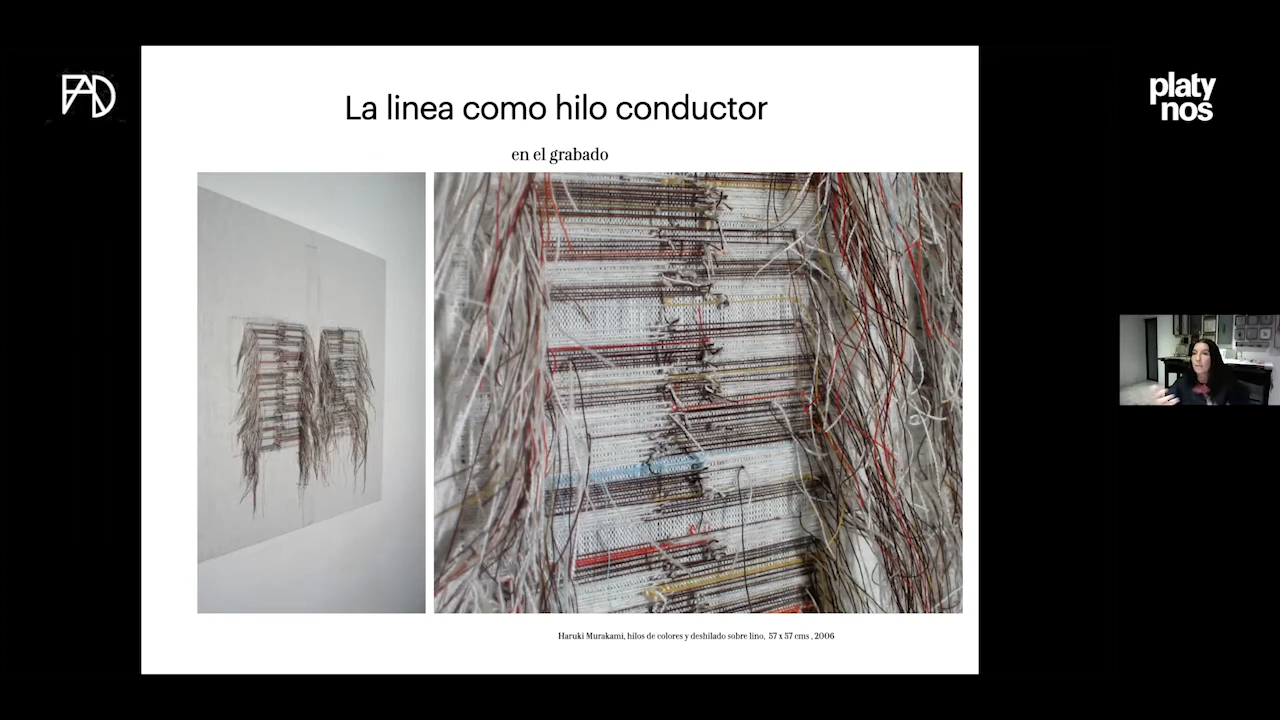 FAD
La linea como hilo conductor
platy
nos
en el grabado
Haruki Murakami, hilos de colores y deshilado sobre lino, 57 x 57 cms , 2006